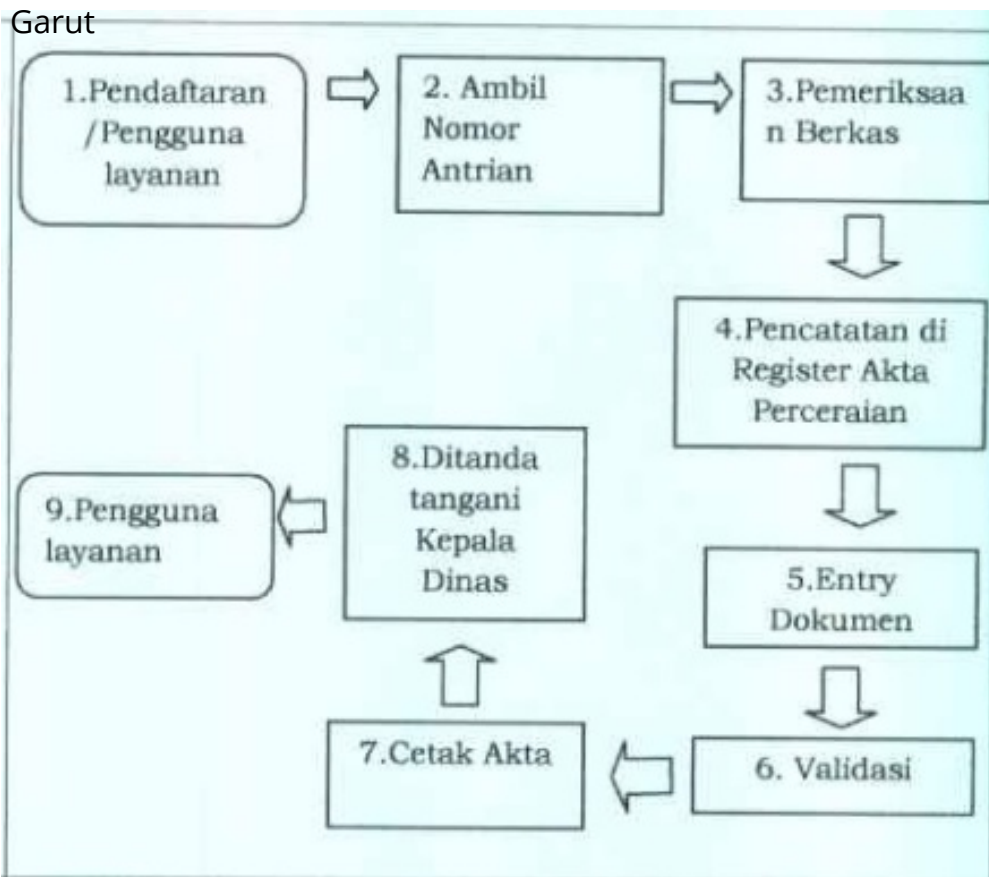 Garut
1.Pendaftaran
/Pengguna
layanan
2. Ambil
Nomor
Antrian
3.Pemeriksaa
n Berkas
4.Pencatatan di
Register Akta
Perceraian
5.Entry
Dokumen
6. Validasi
7.Cetak Akta
8.Ditanda
tangani
Kepala
Dinas
9.Pengguna
layanan